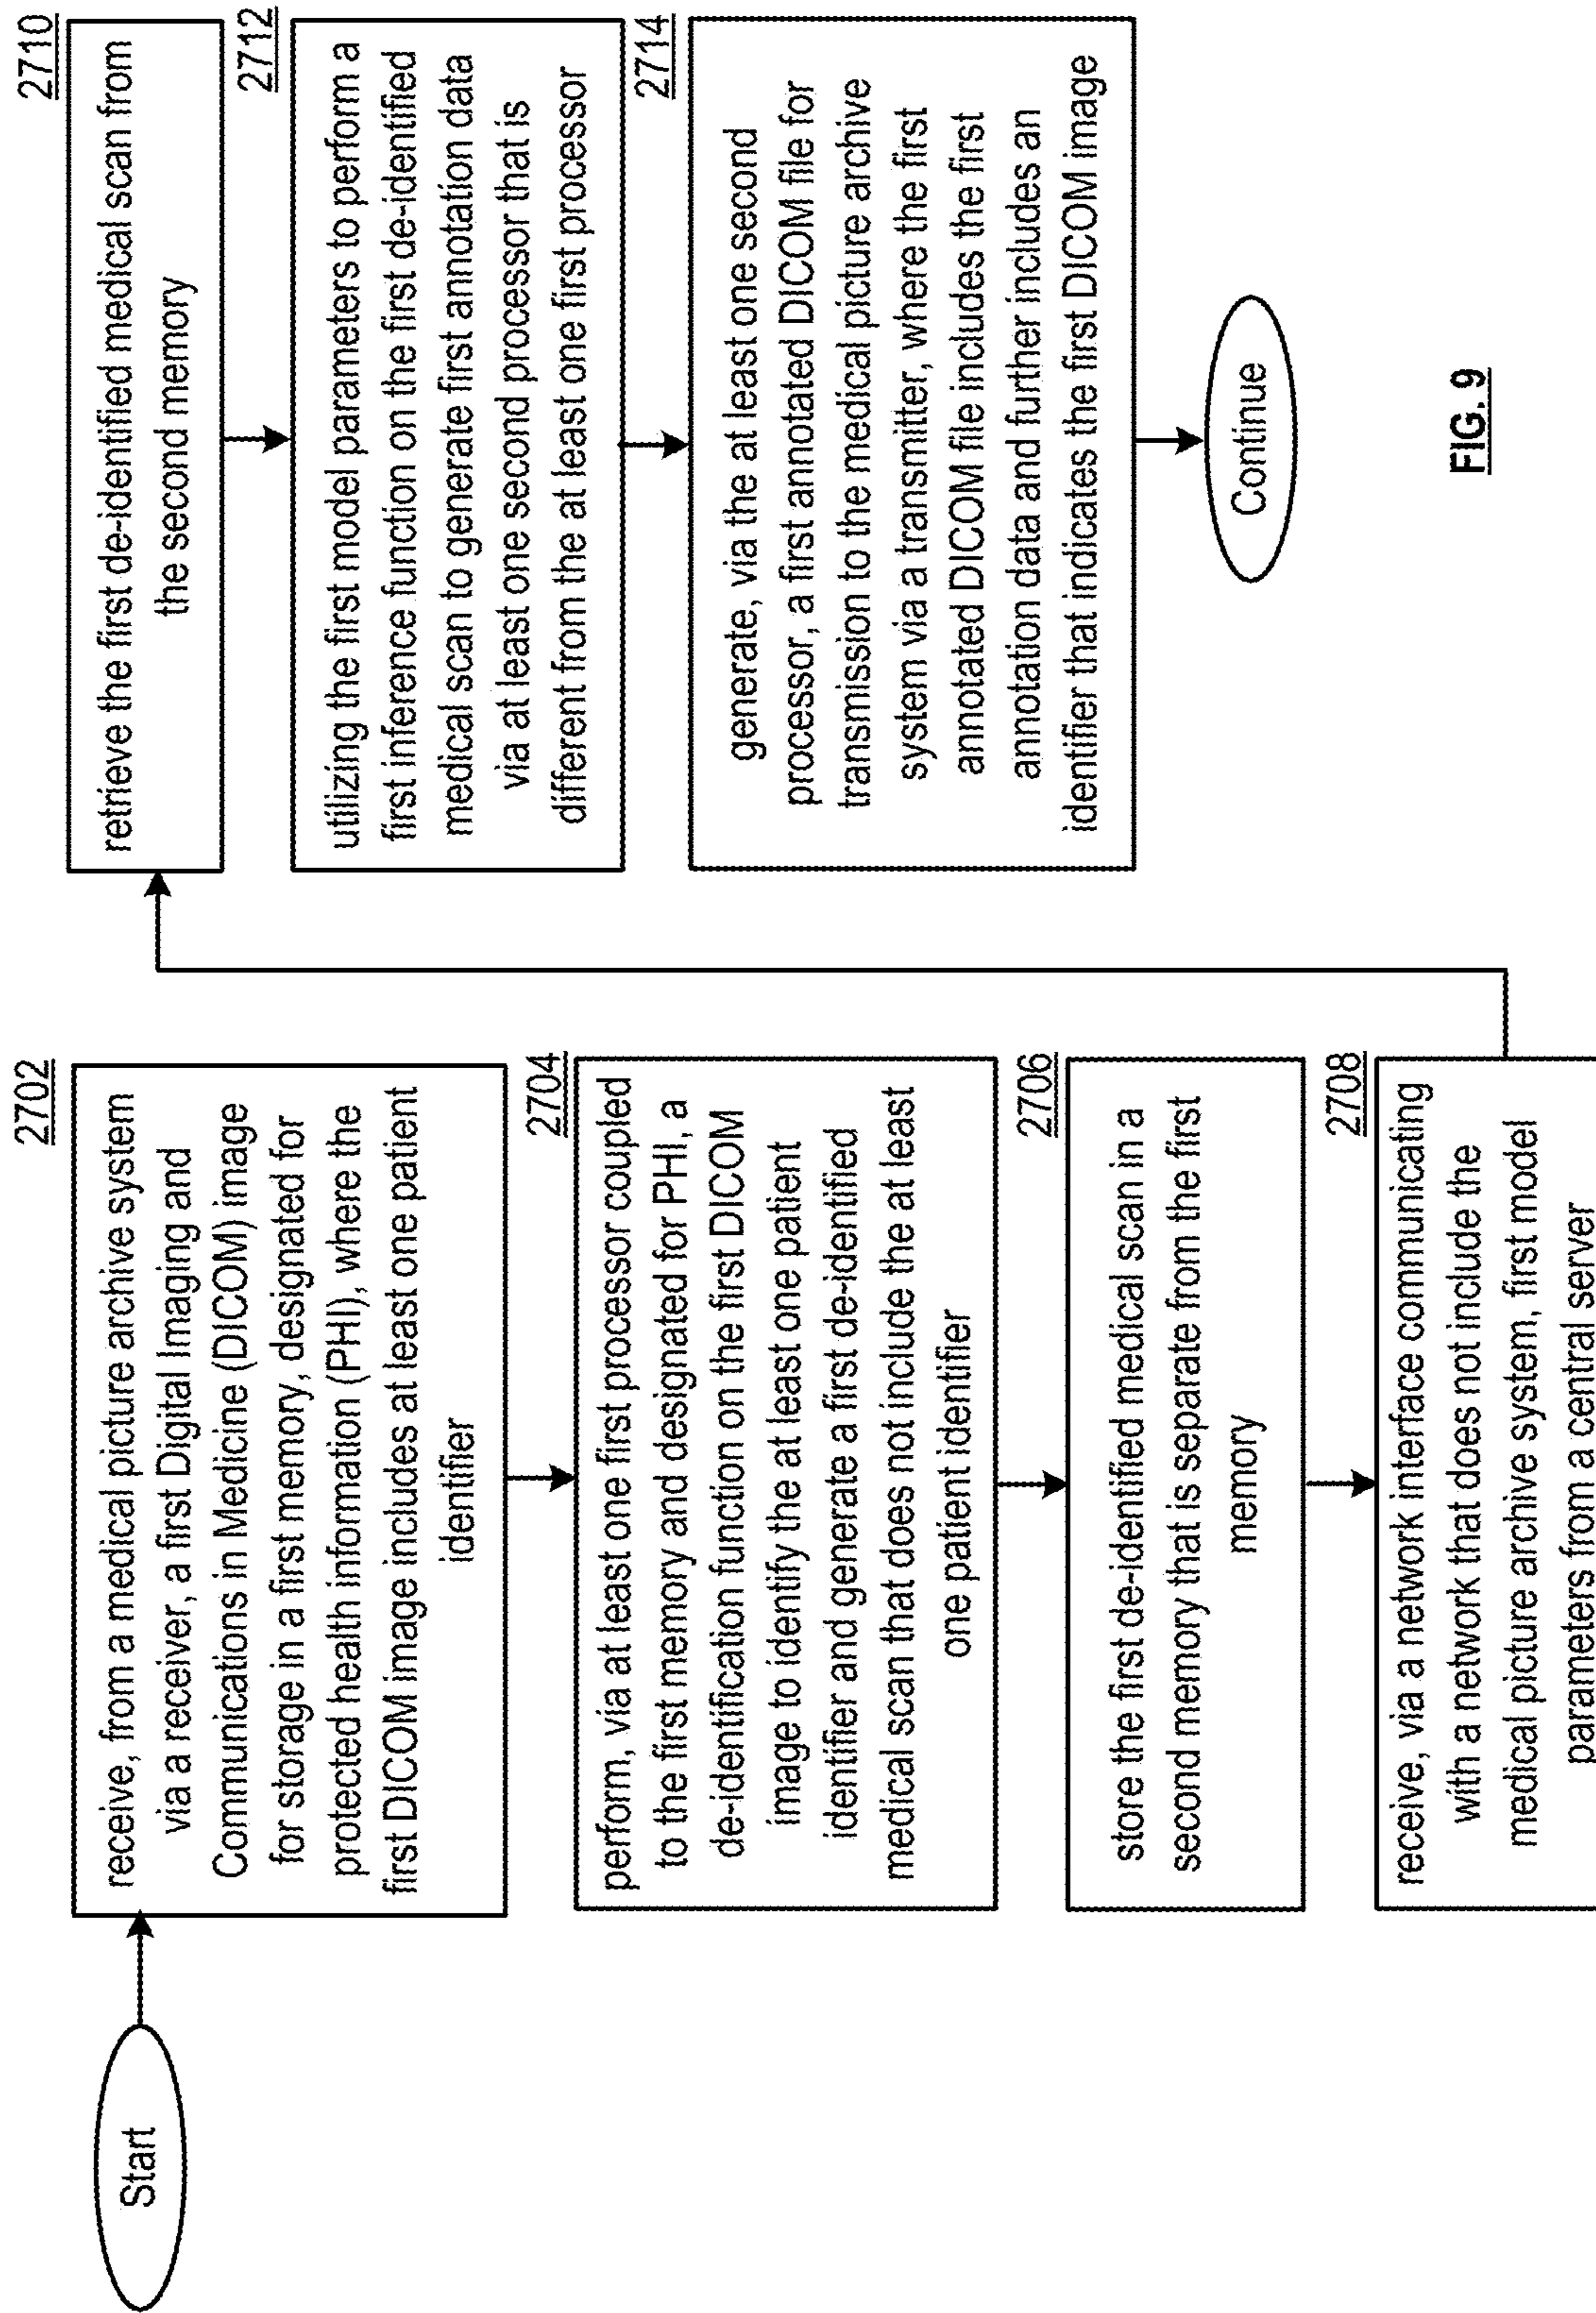 Start
2702
receive, from a medical picture archive system
via a receiver, a first Digital Imaging and
Communications in Medicine (DICOM) image
for storage in a first memory, designated for
protected health information (PHI), where the
first DICOM image includes at least one patient
identifier
2704
perform, via at least one first processor coupled
to the first memory and designated for PHI, a
de-identification function on the first DICOM
image to identify the at least one patient
identifier and generate a first de-identified
medical scan that does not include the at least
one patient identifier
2706
store the first de-identified medical scan in a
second memory that is separate from the first
memory
2708
receive, via a network interface communicating
with a network that does not include the
medical picture archive system, first model
parameters from a central server
2710
retrieve the first de-identified medical scan from
the second memory
2712
utilizing the first model parameters to perform a
first inference function on the first de-identified
medical scan to generate first annotation data
via at least one second processor that is
different from the at least one first processor
2714
generate, via the at least one second
processor, a first annotated DICOM file for
transmission to the medical picture archive
system via a transmitter, where the first
annotated DICOM file includes the first
annotation data and further includes an
identifier that indicates the first DICOM image
Continue
FIG. 9